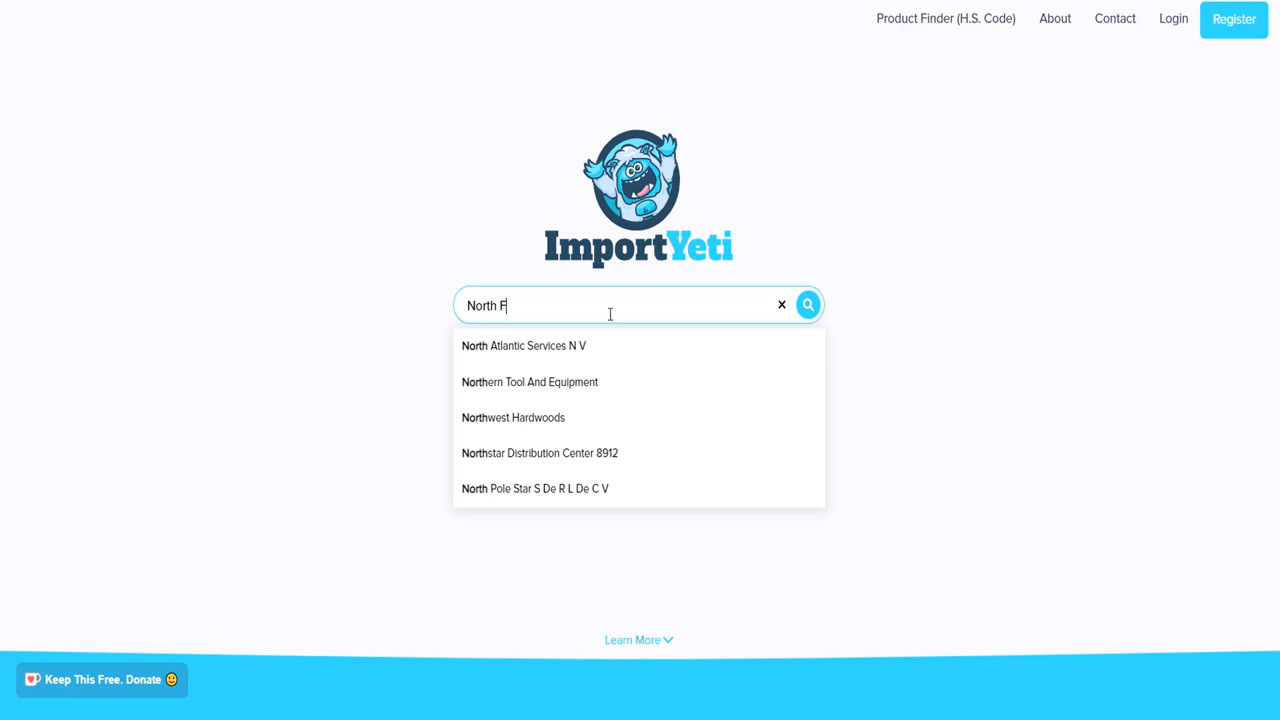 Product Finder (H.S. Code) About Contact Login Register
ImportYeti
North F
North Atlantic Services N V
Northern Tool And Equipment
Northwest Hardwoods
Northstar Distribution Center 8912
North Pole Star S De R L De C V
Learn More
Keep This Free. Donate